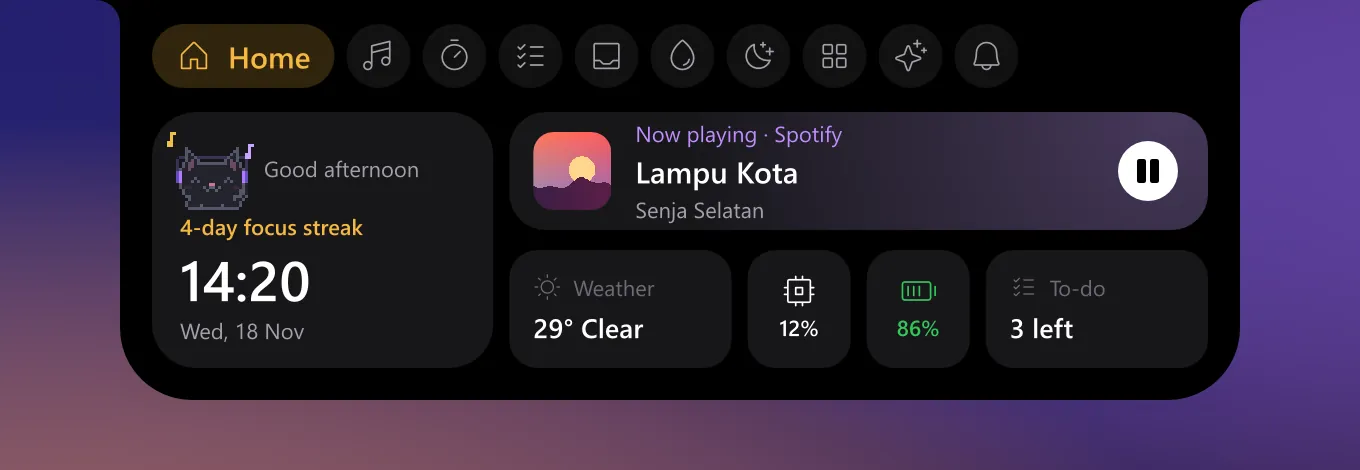 Home
Good afternoon
4-day focus streak
14:20
Wed, 18 Nov
Now playing · Spotify
Lampu Kota
Senja Selatan
Weather
29° Clear
12%
86%
To-do
3 left